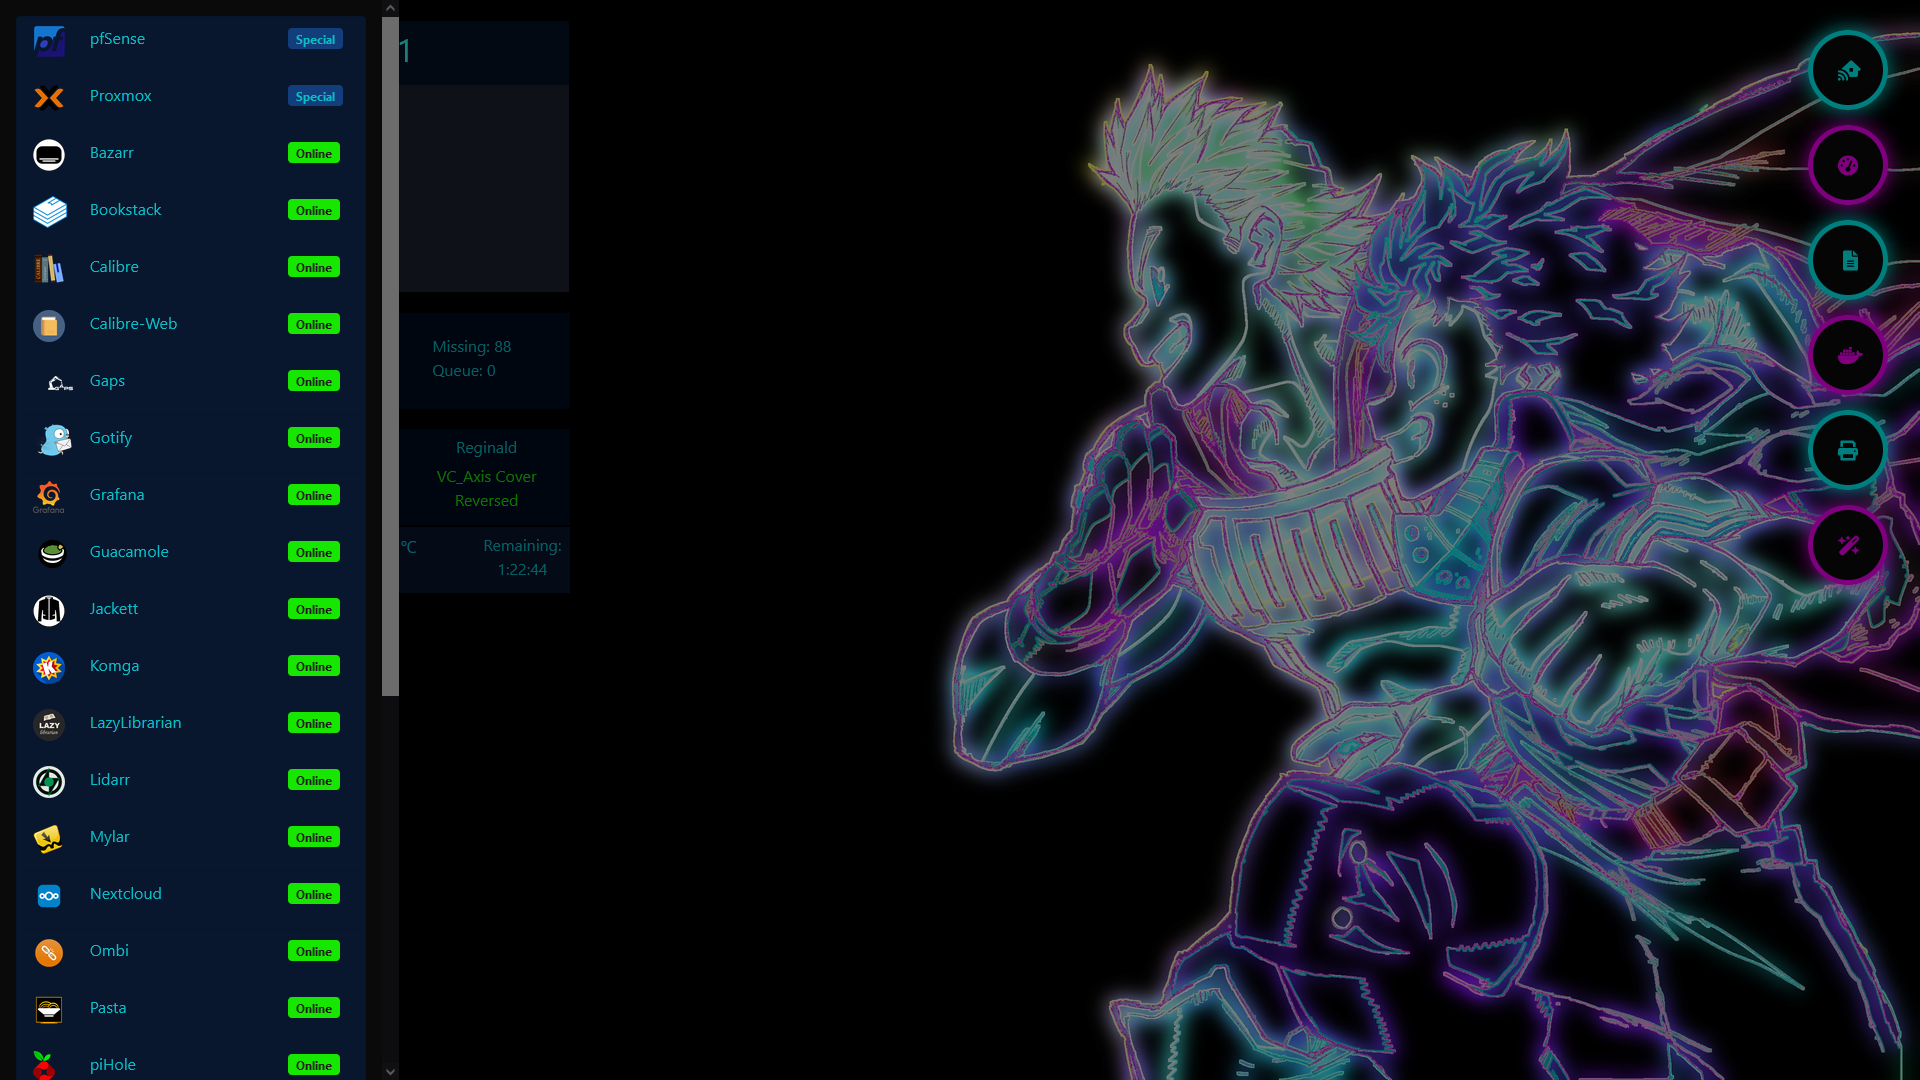 pfSense Special
Proxmox Special
Bazarr Online
Bookstack Online
Calibre Online
Calibre-Web Online
Gaps Online
Gotify Online
Grafana Online
Grafana
Guacamole Online
Jackett Online
Komga Online
LazyLibrarian Online
LAZY
Lidarr Online
Mylar Online
Nextcloud Online
Ombi Online
Pasta Online
piHole Online
1
Missing: 88
Queue: 0
Reginald
VC_Axis Cover
Reversed
°C
Remaining:
1:22:44